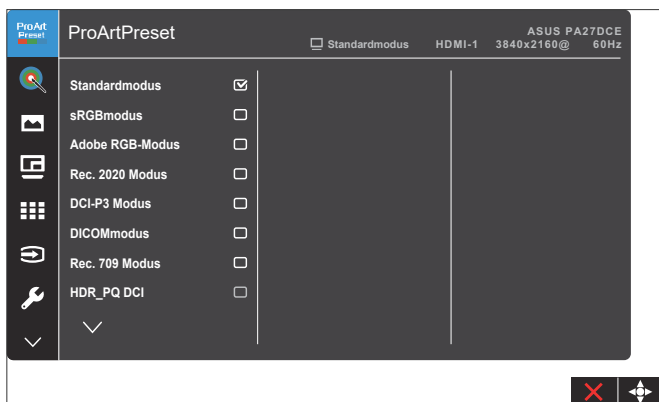 ProArt
Preset
ProArtPreset
Standardmodus HDMI-1 3840x2160@ 60Hz
ASUS PA27DCE
Standardmodus
sRGBmodus
Adobe RGB-Modus
Rec. 2020 Modus
DCI-P3 Modus
DICOMmodus
Rec. 709 Modus
HDR_PQ DCI